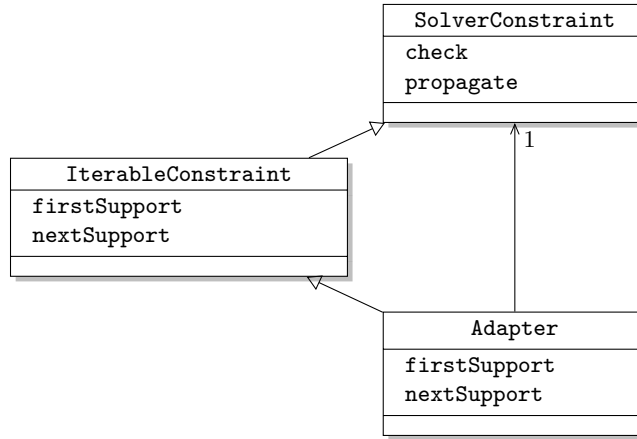 SolverConstraint
check
propagate
1
IterableConstraint
firstSupport
nextSupport
Adapter
firstSupport
nextSupport